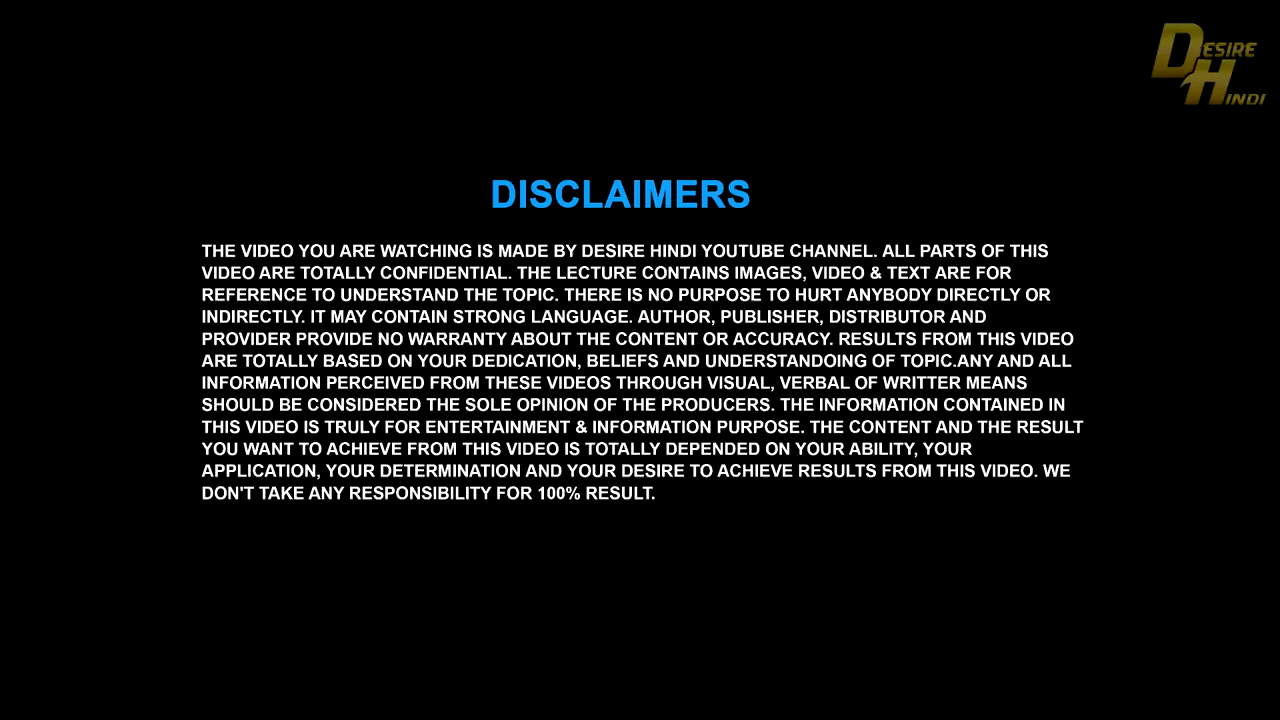 DESIRE
HINDI
DISCLAIMERS
THE VIDEO YOU ARE WATCHING IS MADE BY DESIRE HINDI YOUTUBE CHANNEL. ALL PARTS OF THIS
VIDEO ARE TOTALLY CONFIDENTIAL. THE LECTURE CONTAINS IMAGES, VIDEO & TEXT ARE FOR
REFERENCE TO UNDERSTAND THE TOPIC. THERE IS NO PURPOSE TO HURT ANYBODY DIRECTLY OR
INDIRECTLY. IT MAY CONTAIN STRONG LANGUAGE. AUTHOR, PUBLISHER, DISTRIBUTOR AND
PROVIDER PROVIDE NO WARRANTY ABOUT THE CONTENT OR ACCURACY. RESULTS FROM THIS VIDEO
ARE TOTALLY BASED ON YOUR DEDICATION, BELIEFS AND UNDERSTANDOING OF TOPIC.ANY AND ALL
INFORMATION PERCEIVED FROM THESE VIDEOS THROUGH VISUAL, VERBAL OF WRITTER MEANS
SHOULD BE CONSIDERED THE SOLE OPINION OF THE PRODUCERS. THE INFORMATION CONTAINED IN
THIS VIDEO IS TRULY FOR ENTERTAINMENT & INFORMATION PURPOSE. THE CONTENT AND THE RESULT
YOU WANT TO ACHIEVE FROM THIS VIDEO IS TOTALLY DEPENDED ON YOUR ABILITY, YOUR
APPLICATION, YOUR DETERMINATION AND YOUR DESIRE TO ACHIEVE RESULTS FROM THIS VIDEO. WE
DON'T TAKE ANY RESPONSIBILITY FOR 100% RESULT.